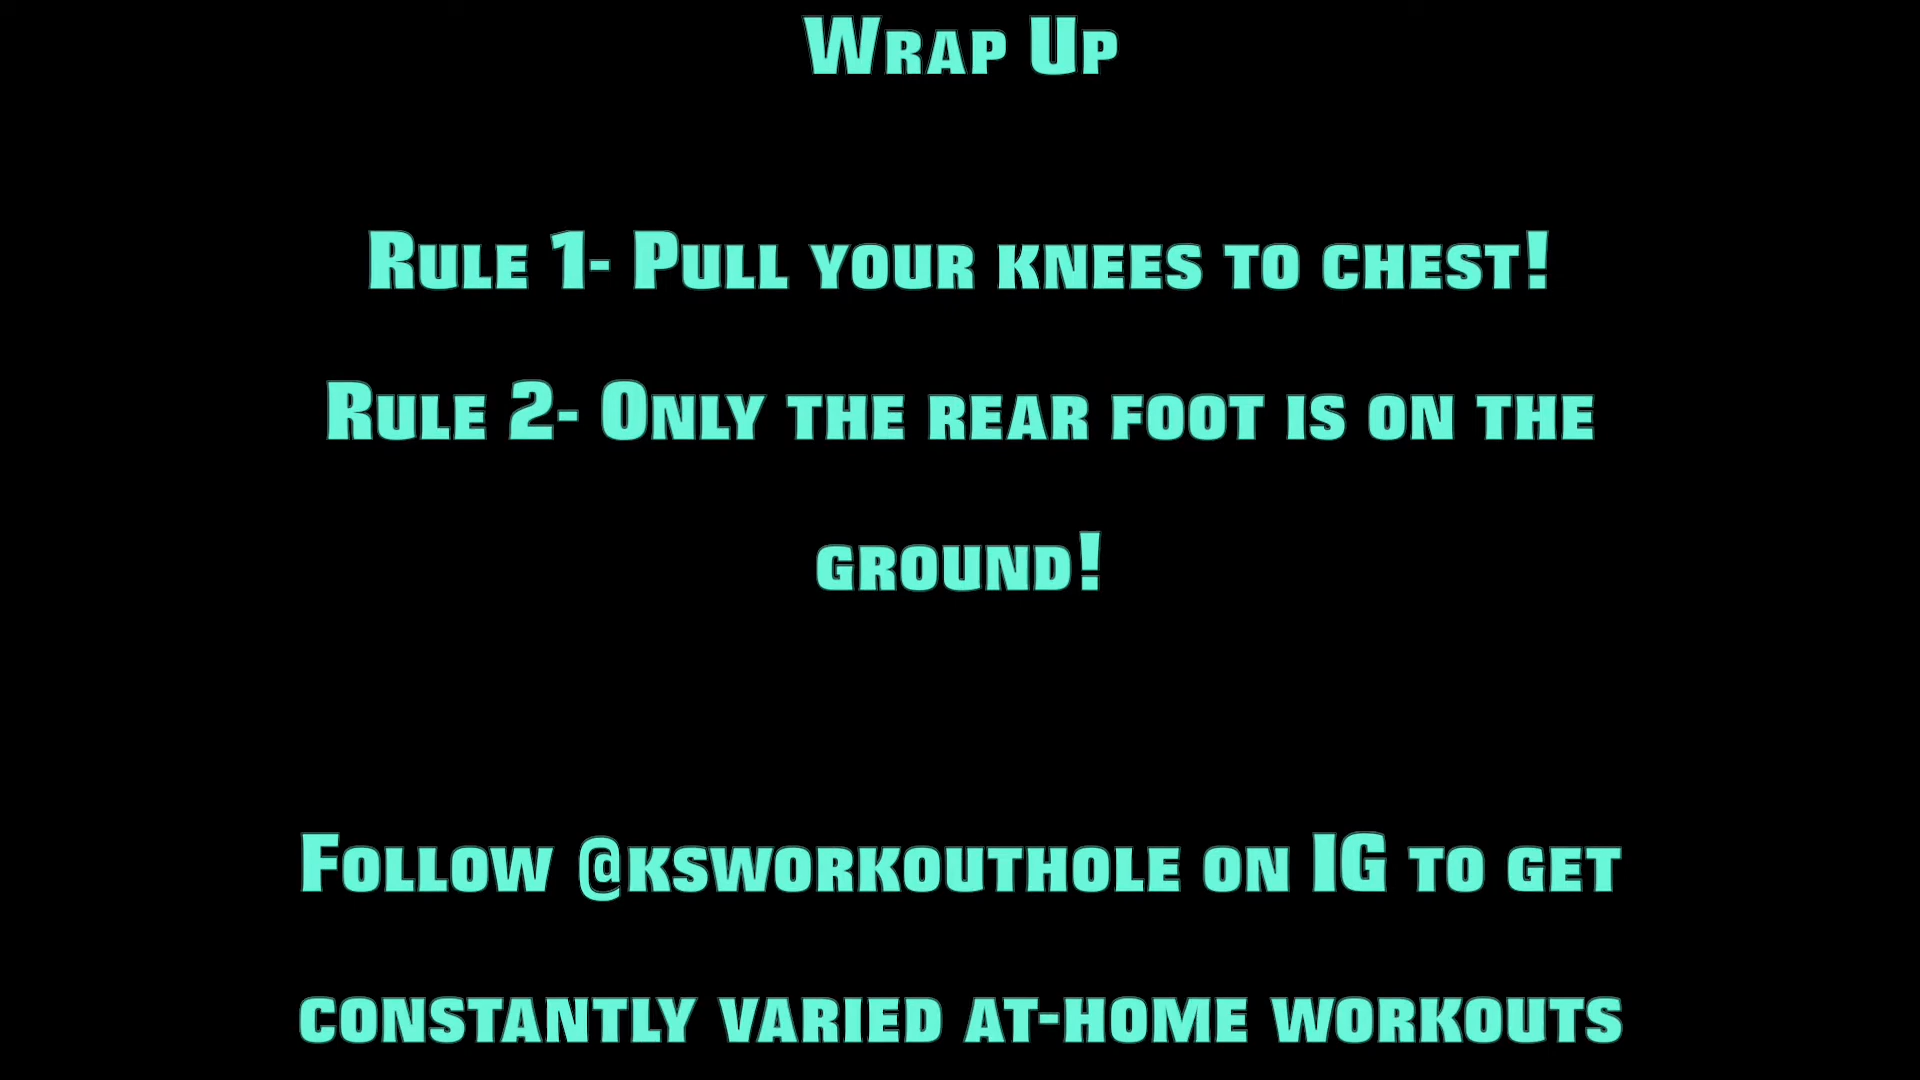 Wrap Up
Rule 1- Pull your knees to chest!
Rule 2- Only the rear foot is on the
ground!
Follow @ksworkouthole on IG to get
constantly varied at-home workouts